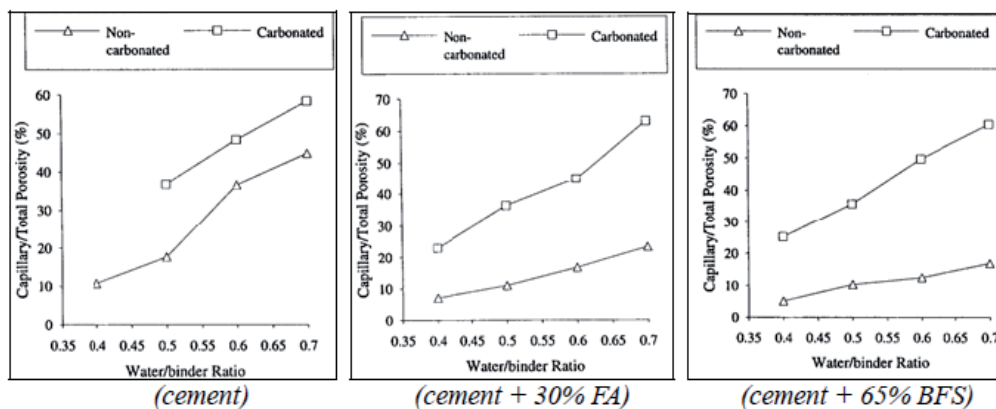 Non-carbonated
Carbonated
Capillary/Total Porosity (%)
60
50
40
30
20
10
0
0.35 0.4 0.45 0.5 0.55 0.6 0.65 0.7
Water/binder Ratio
(cement)
Non-carbonated
Carbonated
Capillary/Total Porosity (%)
70
60
50
40
30
20
10
0
0.35 0.4 0.45 0.5 0.55 0.6 0.65 0.7
Water/binder Ratio
(cement + 30% FA)
Non-carbonated
Carbonated
Capillary/Total Porosity (%)
70
60
50
40
30
20
10
0
0.35 0.4 0.45 0.5 0.55 0.6 0.65 0.7
Water/binder Ratio
(cement + 65% BFS)